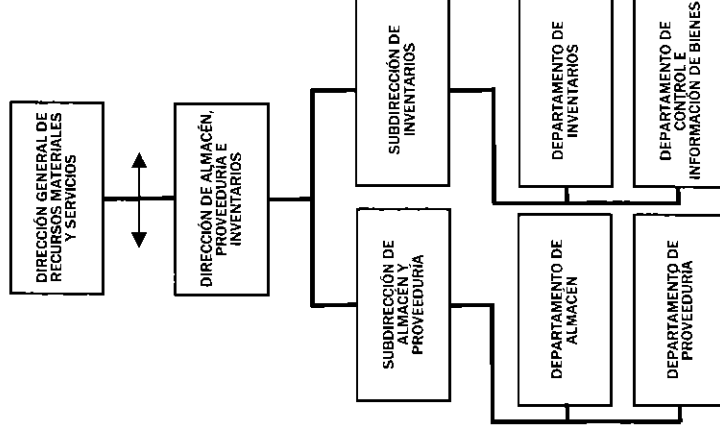 DIRECCIÓN GENERAL DE
RECURSOS MATERIALES
Y SERVICIOS
DIRECCIÓN DE ALMACÉN,
PROVEEDURÍA E
INVENTARIOS
SUBDIRECCIÓN DE
ALMACÉN Y
PROVEEDURÍA
SUBDIRECCIÓN DE
INVENTARIOS
DEPARTAMENTO DE
ALMACÉN
DEPARTAMENTO DE
INVENTARIOS
DEPARTAMENTO DE
PROVEEDURÍA
DEPARTAMENTO DE
CONTROL E
INFORMACIÓN DE BIENES